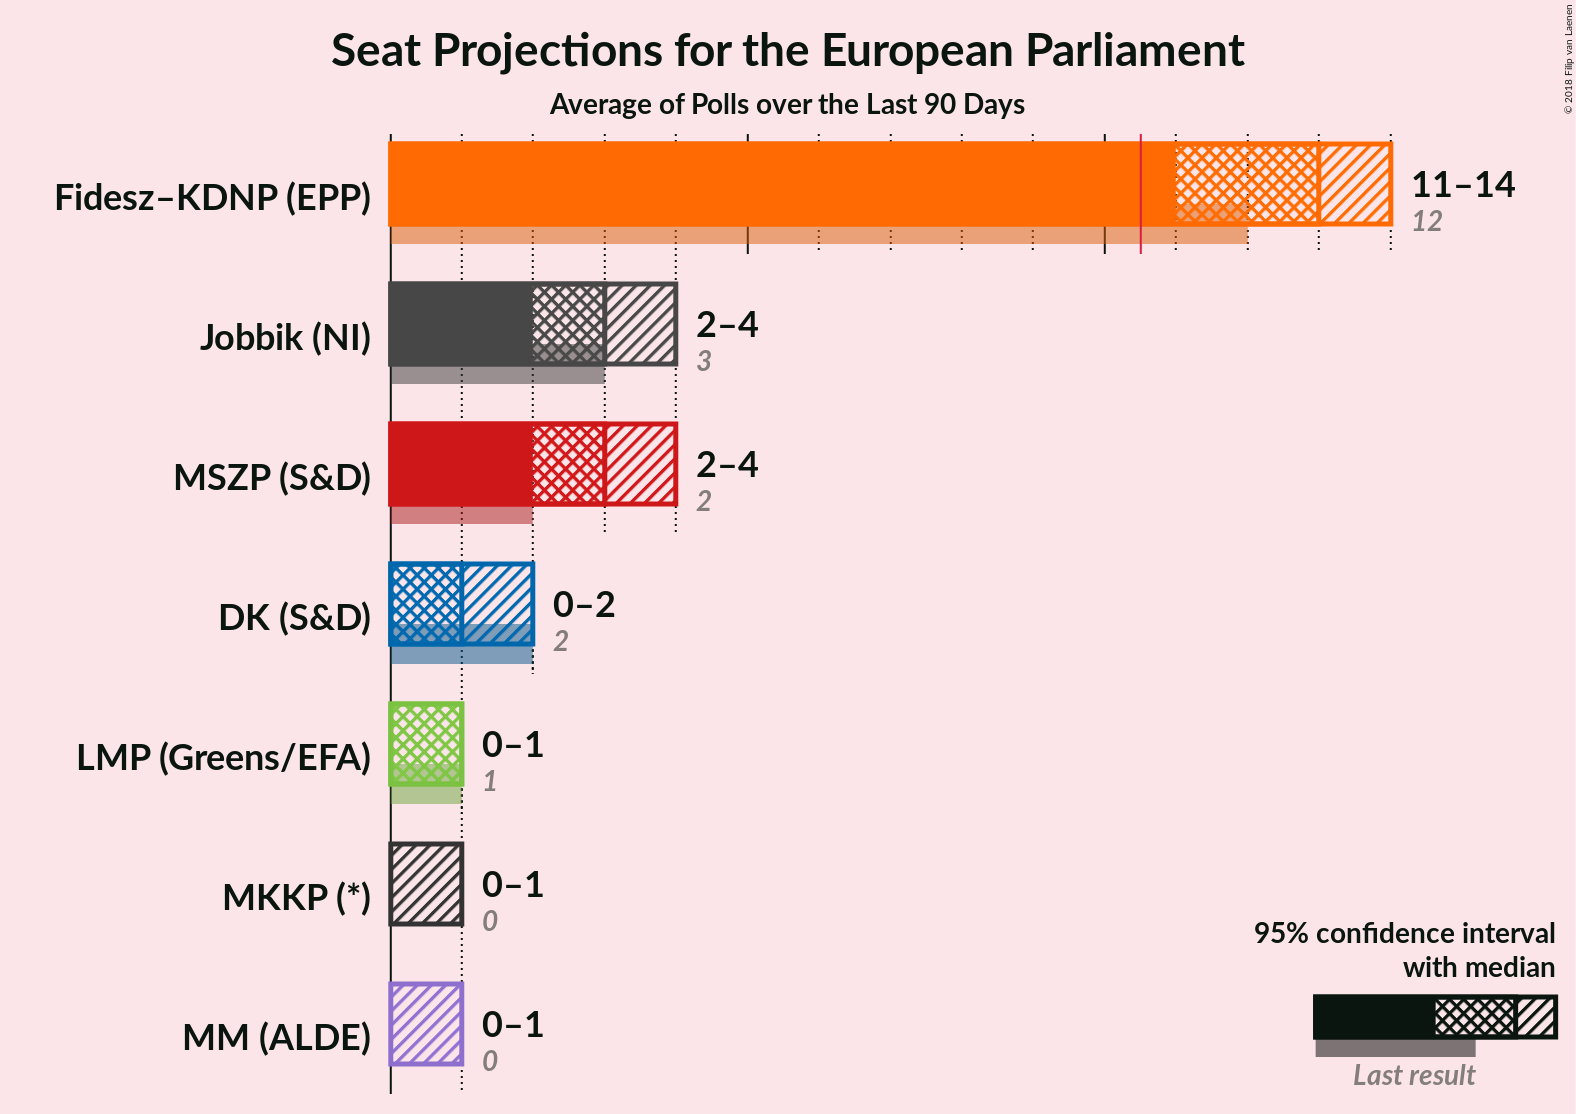 Seat Projections for the European Parliament
Average of Polls over the Last 90 Days
© 2018 Filip van Laenen
Fidesz–KDNP (EPP)
11–14
12
Jobbik (NI)
2–4
3
MSZP (S&D)
2–4
2
DK (S&D)
0–2
2
LMP (Greens/EFA)
0–1
1
MKKP (*)
0–1
0
MM (ALDE)
0–1
0
95% confidence interval
with median
Last result